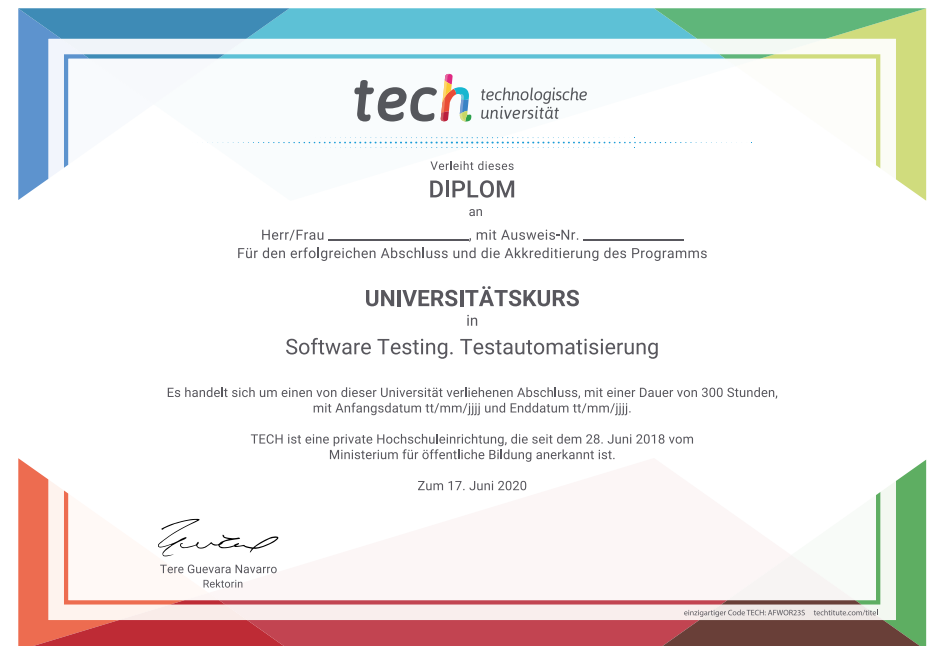 tech technologische
universität
Verleiht dieses
DIPLOM
an
Herr/Frau ____________________, mit Ausweis-Nr. ______________
Für den erfolgreichen Abschluss und die Akkreditierung des Programms
UNIVERSITÄTSKURS
in
Software Testing. Testautomatisierung
Es handelt sich um einen von dieser Universität verliehenen Abschluss, mit einer Dauer von 300 Stunden,
mit Anfangsdatum tt/mm/jjjj und Enddatum tt/mm/jjjj.
TECH ist eine private Hochschuleinrichtung, die seit dem 28. Juni 2018 vom
Ministerium für öffentliche Bildung anerkannt ist.
Zum 17. Juni 2020
Tere Guevara Navarro
Rektorin
einzigartiger Code TECH: AFWOR23S techtitute.com/titel